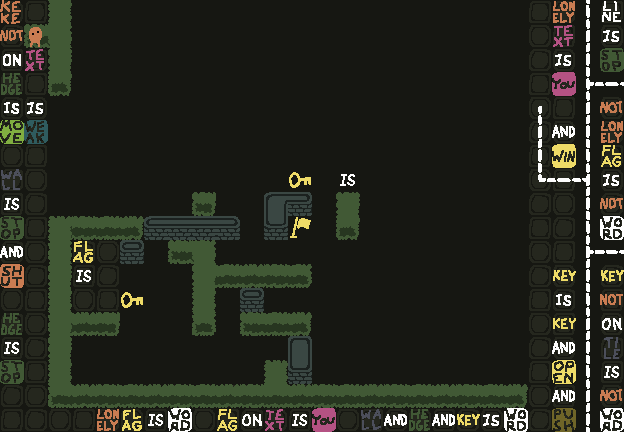 KEKE NOT ON HEDGE IS MOVE
TEXT IS WEAK
WALL IS STOP AND SHUT
HEDGE IS STOP
FLAG IS
IS
LONELY TEXT IS YOU
AND WIN
KEY IS KEY AND OPEN AND PUSH
LINE IS STOP
NOT LONELY FLAG IS NOT WORD
KEY NOT ON TILE IS NOT WORD
LONELY FLAG IS WORD
FLAG ON TEXT IS YOU
WALL AND HEDGE AND KEY IS WORD